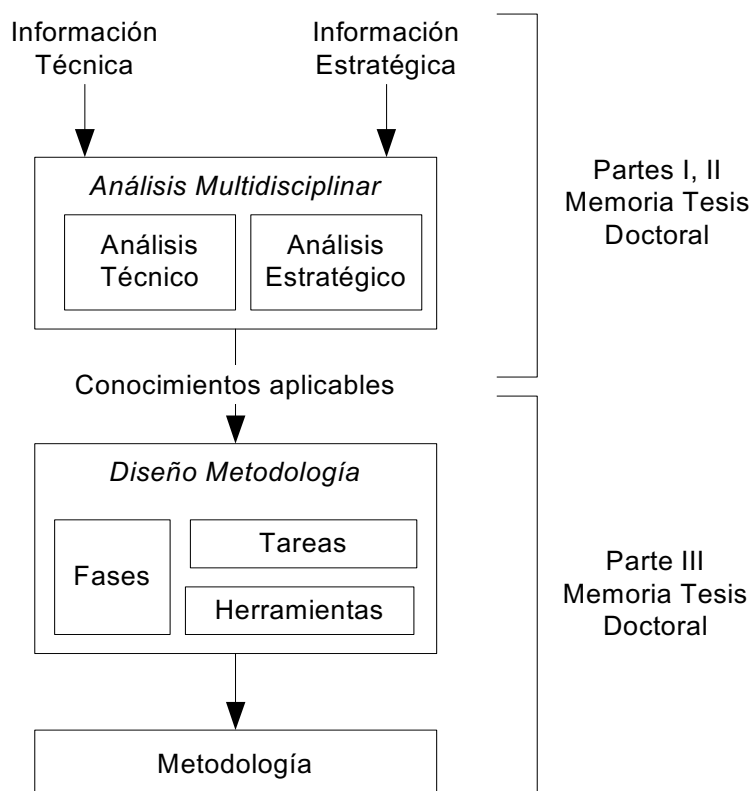 Información
Técnica
Información
Estratégica
Análisis Multidisciplinar
Análisis
Técnico
Análisis
Estratégico
Partes I, II
Memoria Tesis
Doctoral
Conocimientos aplicables
Diseño Metodología
Fases
Tareas
Herramientas
Parte III
Memoria Tesis
Doctoral
Metodología